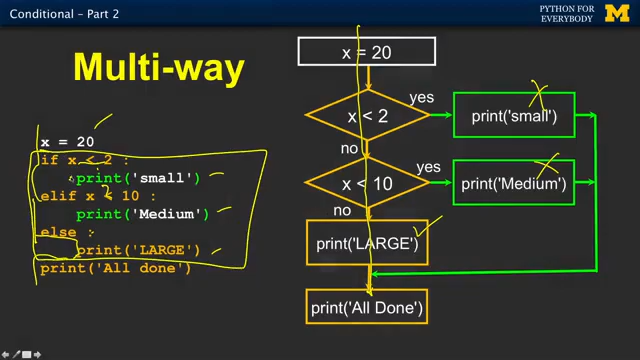 Conditional - Part 2
PYTHON FOR
EVERYBODY
Multi-way
x = 20
if x < 2 :
print('small')
elif x < 10 :
print('Medium')
else :
print('LARGE')
print('All done')
x = 20
x < 2
yes
print('small')
no
x < 10
yes
print('Medium')
no
print('LARGE')
print('All Done')